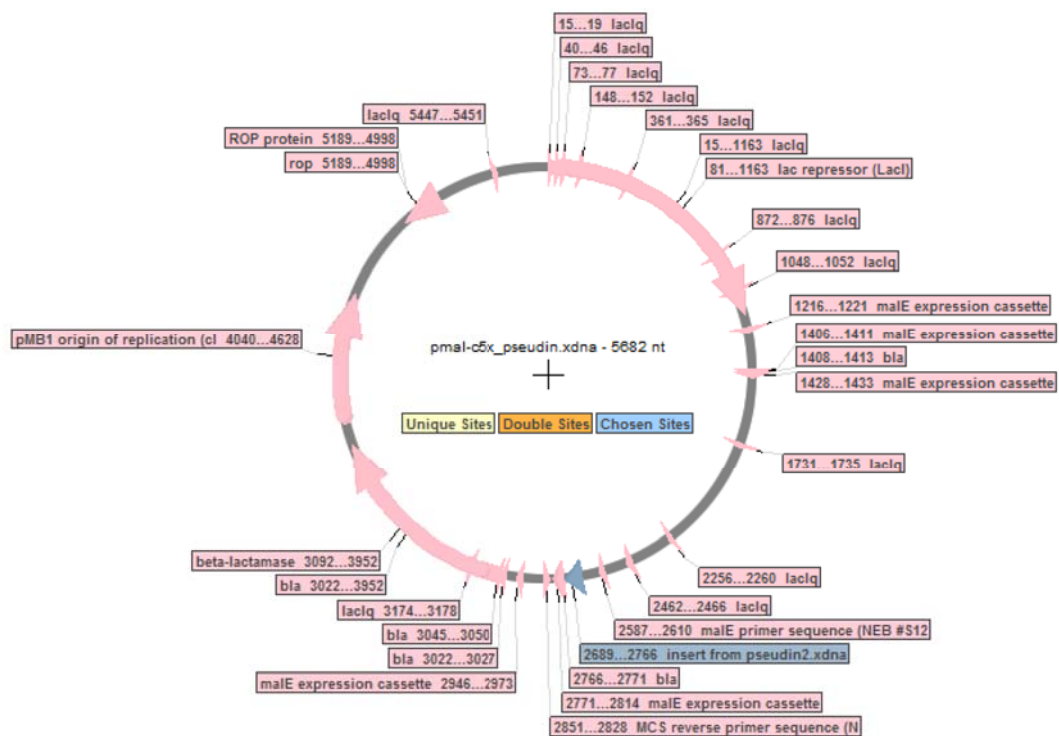 15...19 lacIq
40...46 lacIq
73...77 lacIq
148...152 lacIq
361...365 lacIq
15...1163 lacIq
81...1163 lac repressor (LacI)
872...876 lacIq
1048...1052 lacIq
1216...1221 malE expression cassette
1406...1411 malE expression cassette
1408...1413 bla
1428...1433 malE expression cassette
1731...1735 lacIq
2256...2260 lacIq
2462...2466 lacIq
2587...2610 malE primer sequence (NEB #S12
2689...2766 insert from pseudin2.xdna
2766...2771 bla
2771...2814 malE expression cassette
2851...2828 MCS reverse primer sequence (N
malE expression cassette 2946...2973
bla 3022...3027
bla 3045...3050
lacIq 3174...3178
bla 3022...3952
beta-lactamase 3092...3952
pMB1 origin of replication (cl 4040...4628
rop 5189...4998
ROP protein 5189...4998
lacIq 5447...5451
pmal-c5x_pseudin.xdna - 5682 nt
Unique Sites Double Sites Chosen Sites